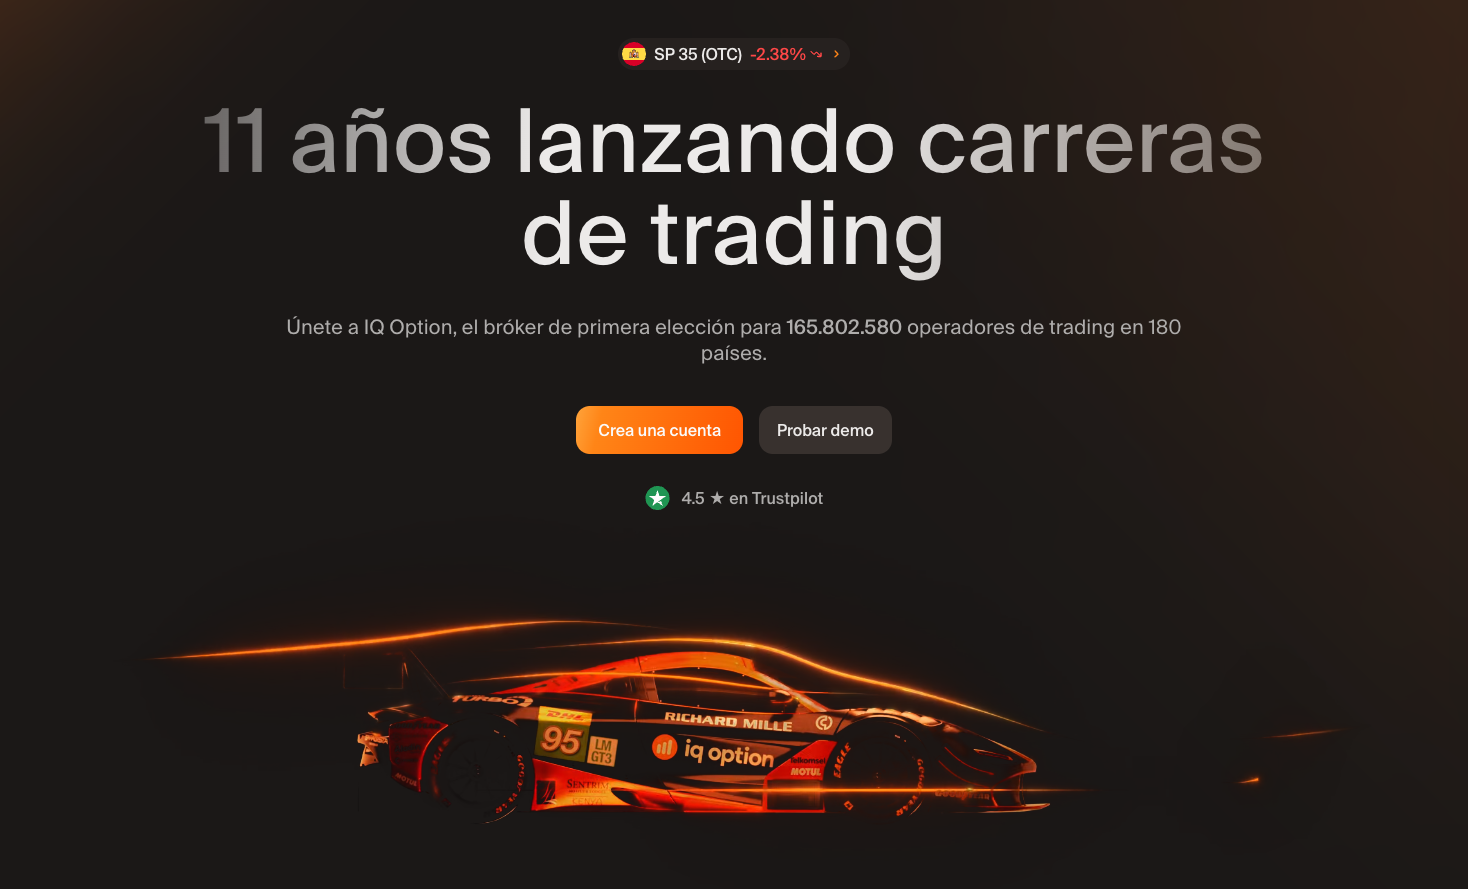 SP 35 (OTC) -2.38%
11 años lanzando carreras
de trading
Únete a IQ Option, el bróker de primera elección para 165.802.580 operadores de trading en 180
países.
Crea una cuenta
Probar demo
4.5 ★ en Trustpilot
TURBO
DHL
95
LM
GT3
RICHARD MILLE
iq option
Telkomsel
MOTUL
EAGLE
SENTRIM
MOTUL